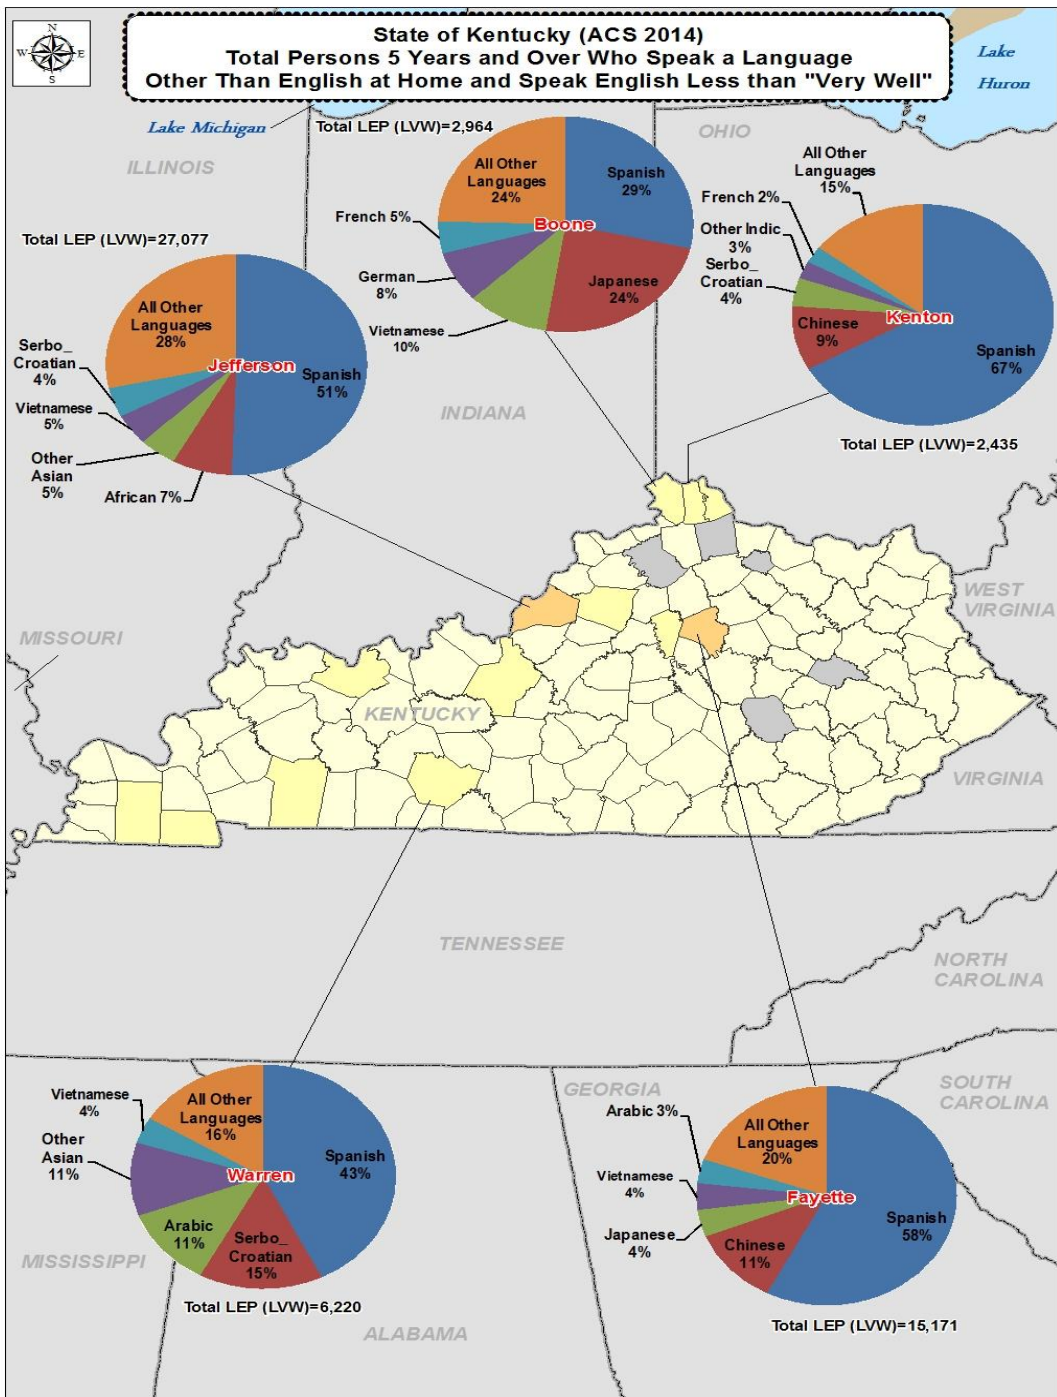 State of Kentucky (ACS 2014)
Total Persons 5 Years and Over Who Speak a Language
Other Than English at Home and Speak English Less than "Very Well"
N
W
E
S
Lake
Huron
Lake Michigan
ILLINOIS
OHIO
Total LEP (LVW)=2,964
All Other
Languages
24%
Spanish
29%
French 5%
Boone
German
8%
Japanese
24%
Vietnamese
10%
All Other
Languages
15%
French 2%
Other Indic
3%
Serbo_
Croatian
4%
Chinese
9%
Kenton
Spanish
67%
Total LEP (LVW)=2,435
Total LEP (LVW)=27,077
All Other
Languages
28%
Serbo_
Croatian
4%
Jefferson
Spanish
51%
Vietnamese
5%
Other
Asian
5%
African 7%
INDIANA
WEST
VIRGINIA
MISSOURI
KENTUCKY
VIRGINIA
TENNESSEE
NORTH
CAROLINA
GEORGIA
SOUTH
CAROLINA
Vietnamese
4%
All Other
Languages
16%
Other
Asian
11%
Warren
Spanish
43%
Arabic
11%
Serbo_
Croatian
15%
Total LEP (LVW)=6,220
MISSISSIPPI
ALABAMA
Arabic 3%
All Other
Languages
20%
Vietnamese
4%
Fayette
Japanese
4%
Chinese
11%
Spanish
58%
Total LEP (LVW)=15,171